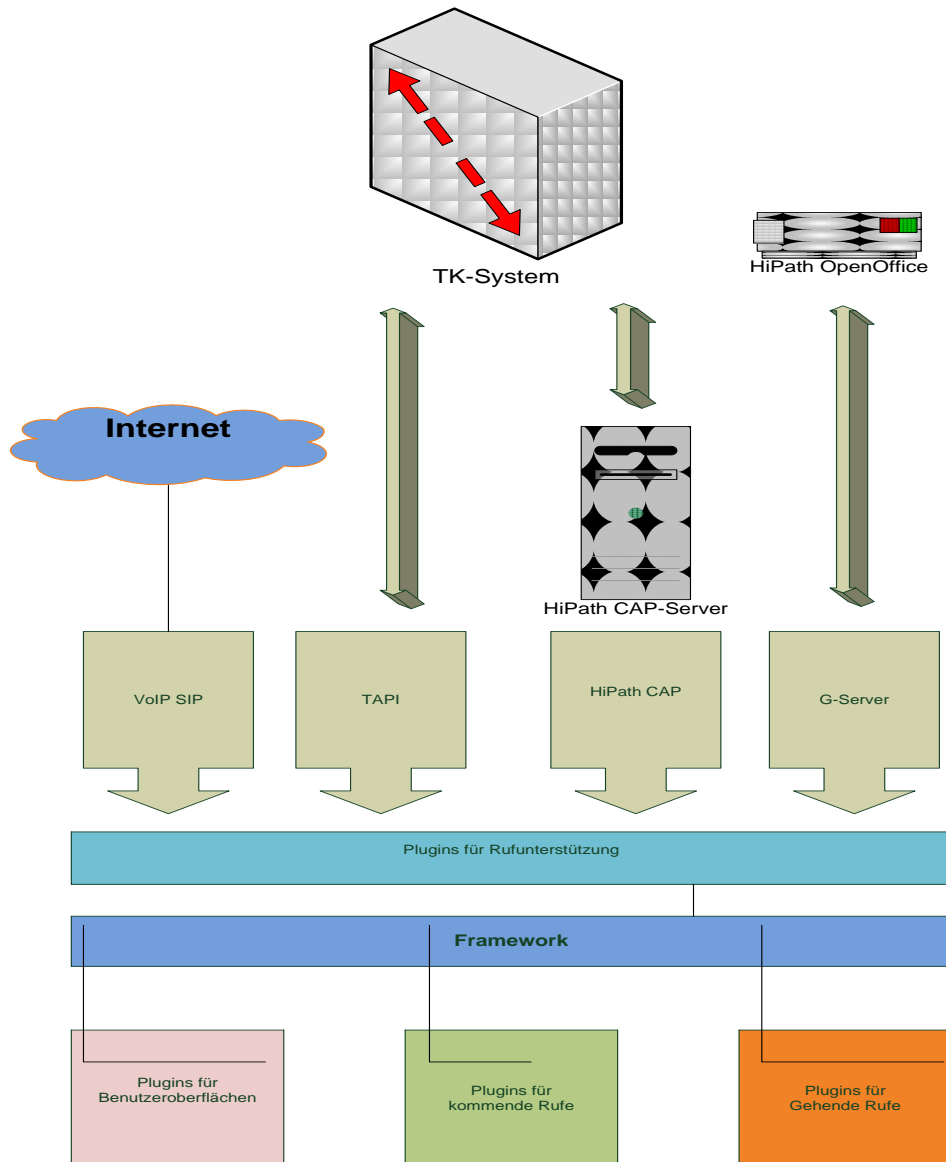 TK-System
HiPath OpenOffice
Internet
HiPath CAP-Server
VoIP SIP
TAPI
HiPath CAP
G-Server
Plugins für Rufunterstützung
Framework
Plugins für
Benutzeroberflächen
Plugins für
kommende Rufe
Plugins für
Gehende Rufe